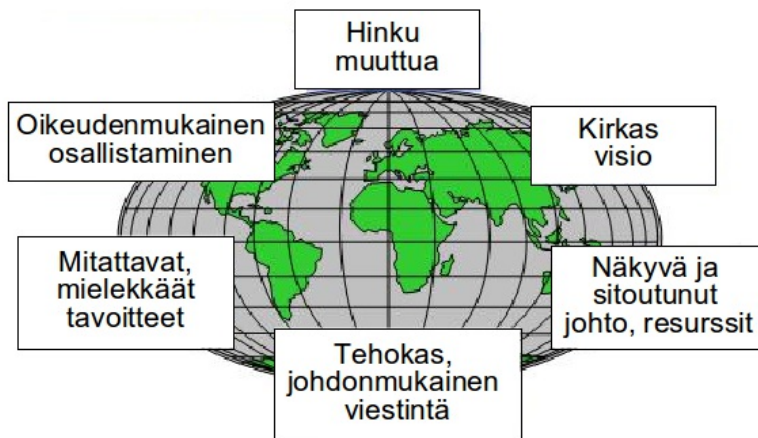 Hinku
muuttua
Oikeudenmukainen
osallistaminen
Kirkas
visio
Mitattavat,
mielekkäät
tavoitteet
Näkyvä ja
sitoutunut
johto, resurssit
Tehokas,
johdonmukainen
viestintä